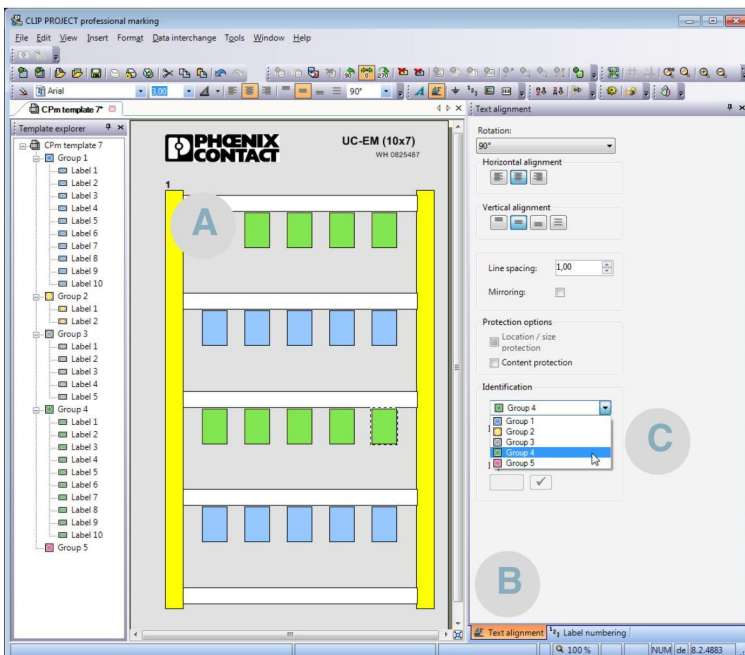 CLIP PROJECT professional marking
File Edit View Insert Format Data interchange Tools Window Help
Arial 3.00 90°
CPm template 7*
Text alignment
Template explorer
CPm template 7
Group 1
Label 1
Label 2
Label 3
Label 4
Label 5
Label 6
Label 7
Label 8
Label 9
Label 10
Group 2
Label 1
Label 2
Group 3
Label 1
Label 2
Label 3
Label 4
Label 5
Group 4
Label 1
Label 2
Label 3
Label 4
Label 5
Label 6
Label 7
Label 8
Label 9
Label 10
Group 5
PHŒNIX
CONTACT
UC-EM (10x7)
WH 0825487
1
A
Rotation:
90°
Horizontal alignment
Vertical alignment
Line spacing: 1,00
Mirroring:
Protection options
Location / size
protection
Content protection
Identification
Group 4
Group 1
Group 2
Group 3
Group 4
Group 5
C
B
Text alignment 123 Label numbering
100 % NUM de 8.2.4883